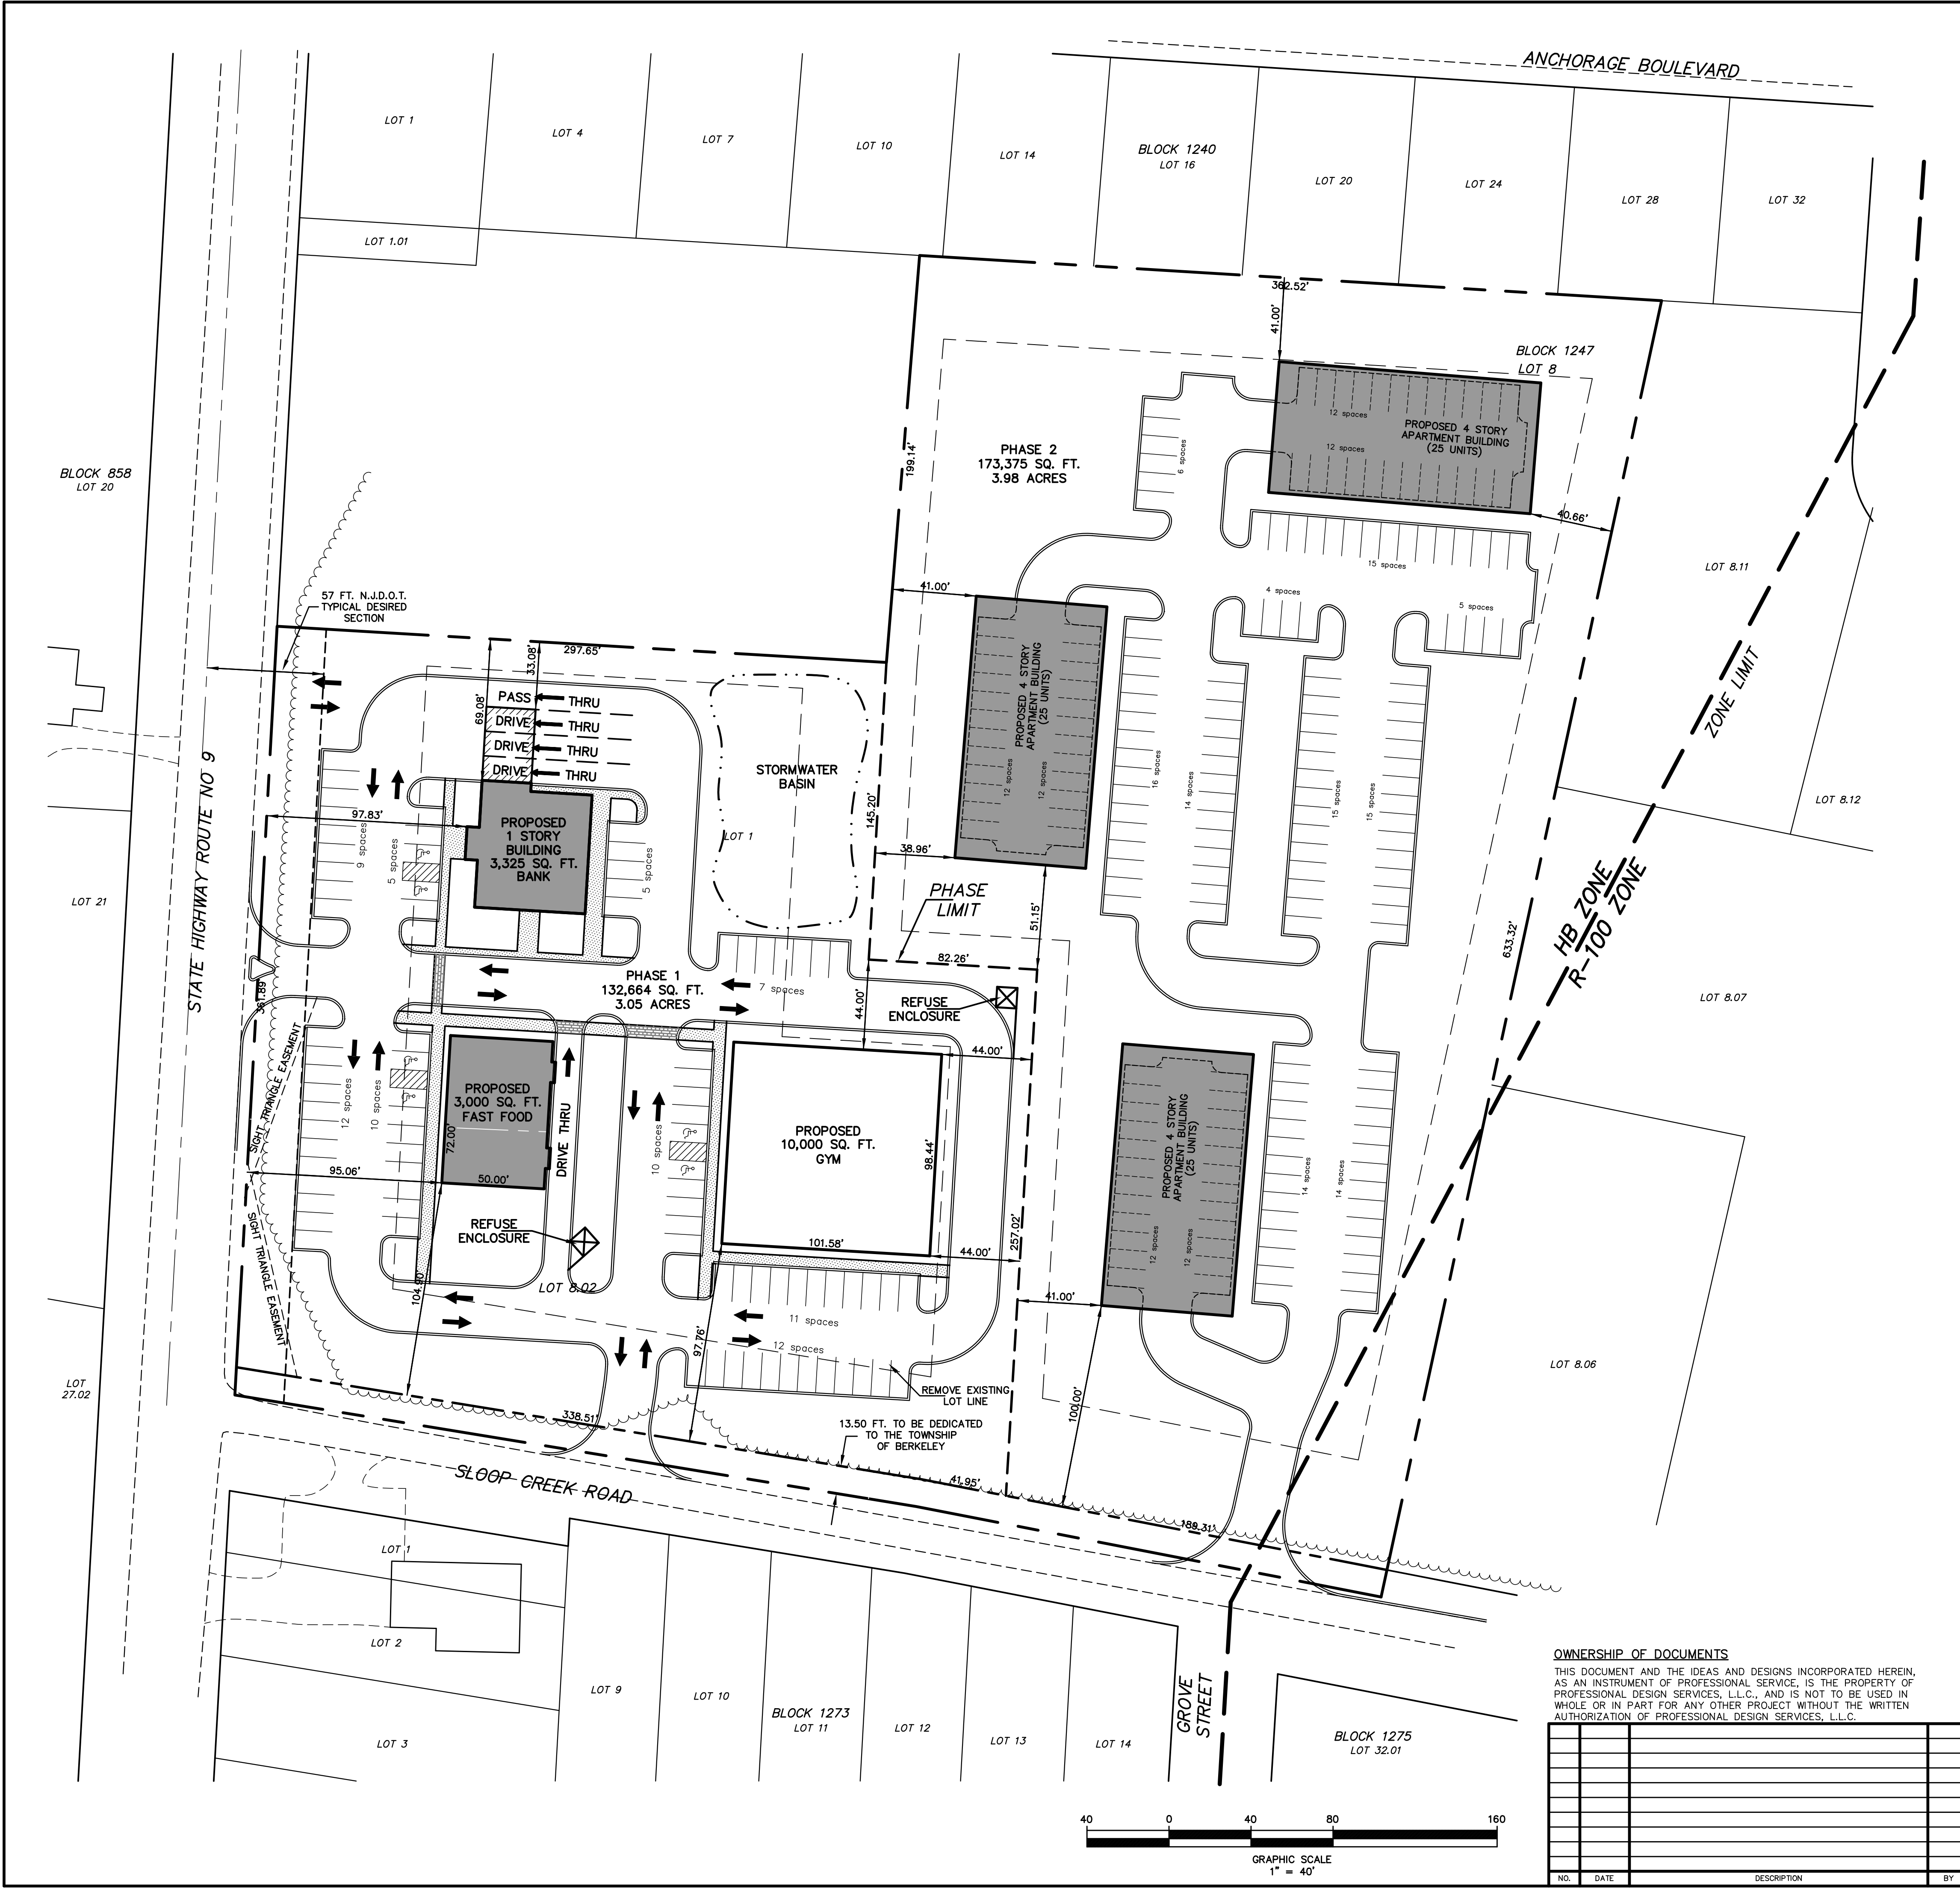 ANCHORAGE BOULEVARD
LOT 1
LOT 4
LOT 7
LOT 10
LOT 14
BLOCK 1240
LOT 16
LOT 20
LOT 24
LOT 28
LOT 32
LOT 1.01
362.52'
41.00'
BLOCK 1247
LOT 8
12 spaces
12 spaces
PROPOSED 4 STORY
APARTMENT BUILDING
(25 UNITS)
6 spaces
PHASE 2
173,375 SQ. FT.
3.98 ACRES
199.14'
BLOCK 858
LOT 20
40.66'
15 spaces
LOT 8.11
4 spaces
5 spaces
41.00'
57 FT. N.J.D.O.T.
TYPICAL DESIRED
SECTION
297.65'
33.08'
69.08'
PASS THRU
DRIVE THRU
DRIVE THRU
DRIVE THRU
PROPOSED 4 STORY
APARTMENT BUILDING
(25 UNITS)
12 spaces
12 spaces
16 spaces
14 spaces
15 spaces
15 spaces
ZONE LIMIT
LOT 8.12
STORMWATER
BASIN
LOT 1
145.20'
STATE HIGHWAY ROUTE NO 9
97.83'
9 spaces
5 spaces
PROPOSED
1 STORY
BUILDING
3,325 SQ. FT.
BANK
5 spaces
38.96'
LOT 21
PHASE
LIMIT
51.15'
HB ZONE
R-100 ZONE
633.32'
82.26'
PHASE 1
132,664 SQ. FT.
3.05 ACRES
7 spaces
REFUSE
ENCLOSURE
44.00'
361.89'
LOT 8.07
44.00'
SIGHT TRIANGLE EASEMENT
12 spaces
10 spaces
PROPOSED
3,000 SQ. FT.
FAST FOOD
72.00'
50.00'
DRIVE THRU
10 spaces
PROPOSED
10,000 SQ. FT.
GYM
98.44'
101.58'
PROPOSED 4 STORY
APARTMENT BUILDING
(25 UNITS)
12 spaces
12 spaces
14 spaces
14 spaces
95.06'
SIGHT TRIANGLE EASEMENT
REFUSE
ENCLOSURE
257.02'
44.00'
LOT 8.02
104.90'
41.00'
11 spaces
12 spaces
97.76'
LOT 8.06
LOT
27.02
REMOVE EXISTING
LOT LINE
100.00'
338.51'
13.50 FT. TO BE DEDICATED
TO THE TOWNSHIP
OF BERKELEY
SLOOP CREEK ROAD
41.95'
189.31'
LOT 1
LOT 2
LOT 3
LOT 9
LOT 10
BLOCK 1273
LOT 11
LOT 12
LOT 13
LOT 14
GROVE
STREET
BLOCK 1275
LOT 32.01
OWNERSHIP OF DOCUMENTS
THIS DOCUMENT AND THE IDEAS AND DESIGNS INCORPORATED HEREIN,
AS AN INSTRUMENT OF PROFESSIONAL SERVICE, IS THE PROPERTY OF
PROFESSIONAL DESIGN SERVICES, L.L.C., AND IS NOT TO BE USED IN
WHOLE OR IN PART FOR ANY OTHER PROJECT WITHOUT THE WRITTEN
AUTHORIZATION OF PROFESSIONAL DESIGN SERVICES, L.L.C.
40 0 40 80 160
GRAPHIC SCALE
1" = 40'
NO. DATE DESCRIPTION BY